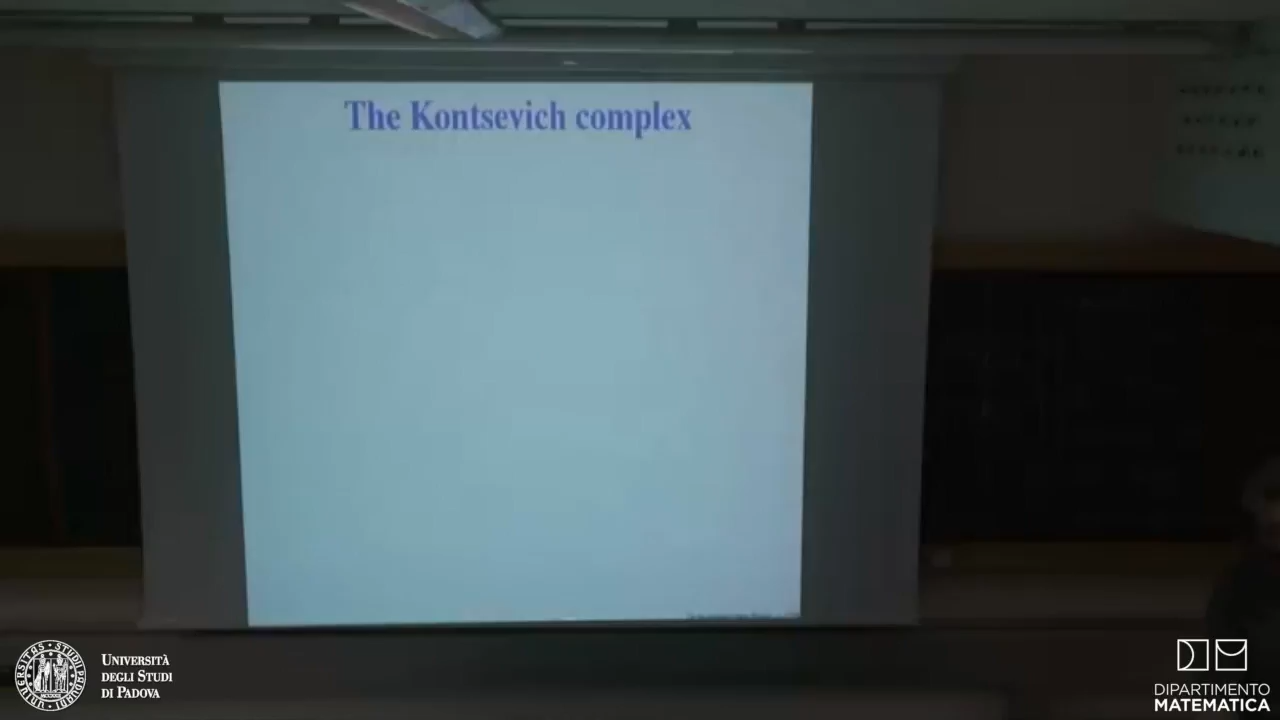 The Kontsevich complex
UNIVERSITÀ
DEGLI STUDI
DI PADOVA
DIPARTIMENTO
MATEMATICA